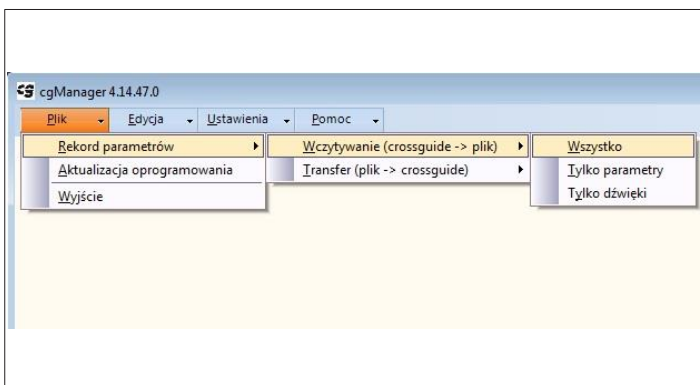 cgManager 4.14.47.0
Plik Edycja Ustawienia Pomoc
Rekord parametrów Wczytywanie (crossguide -> plik) Wszystko
Aktualizacja oprogramowania Transfer (plik -> crossguide) Tylko parametry
Wyjście Tylko dźwięki